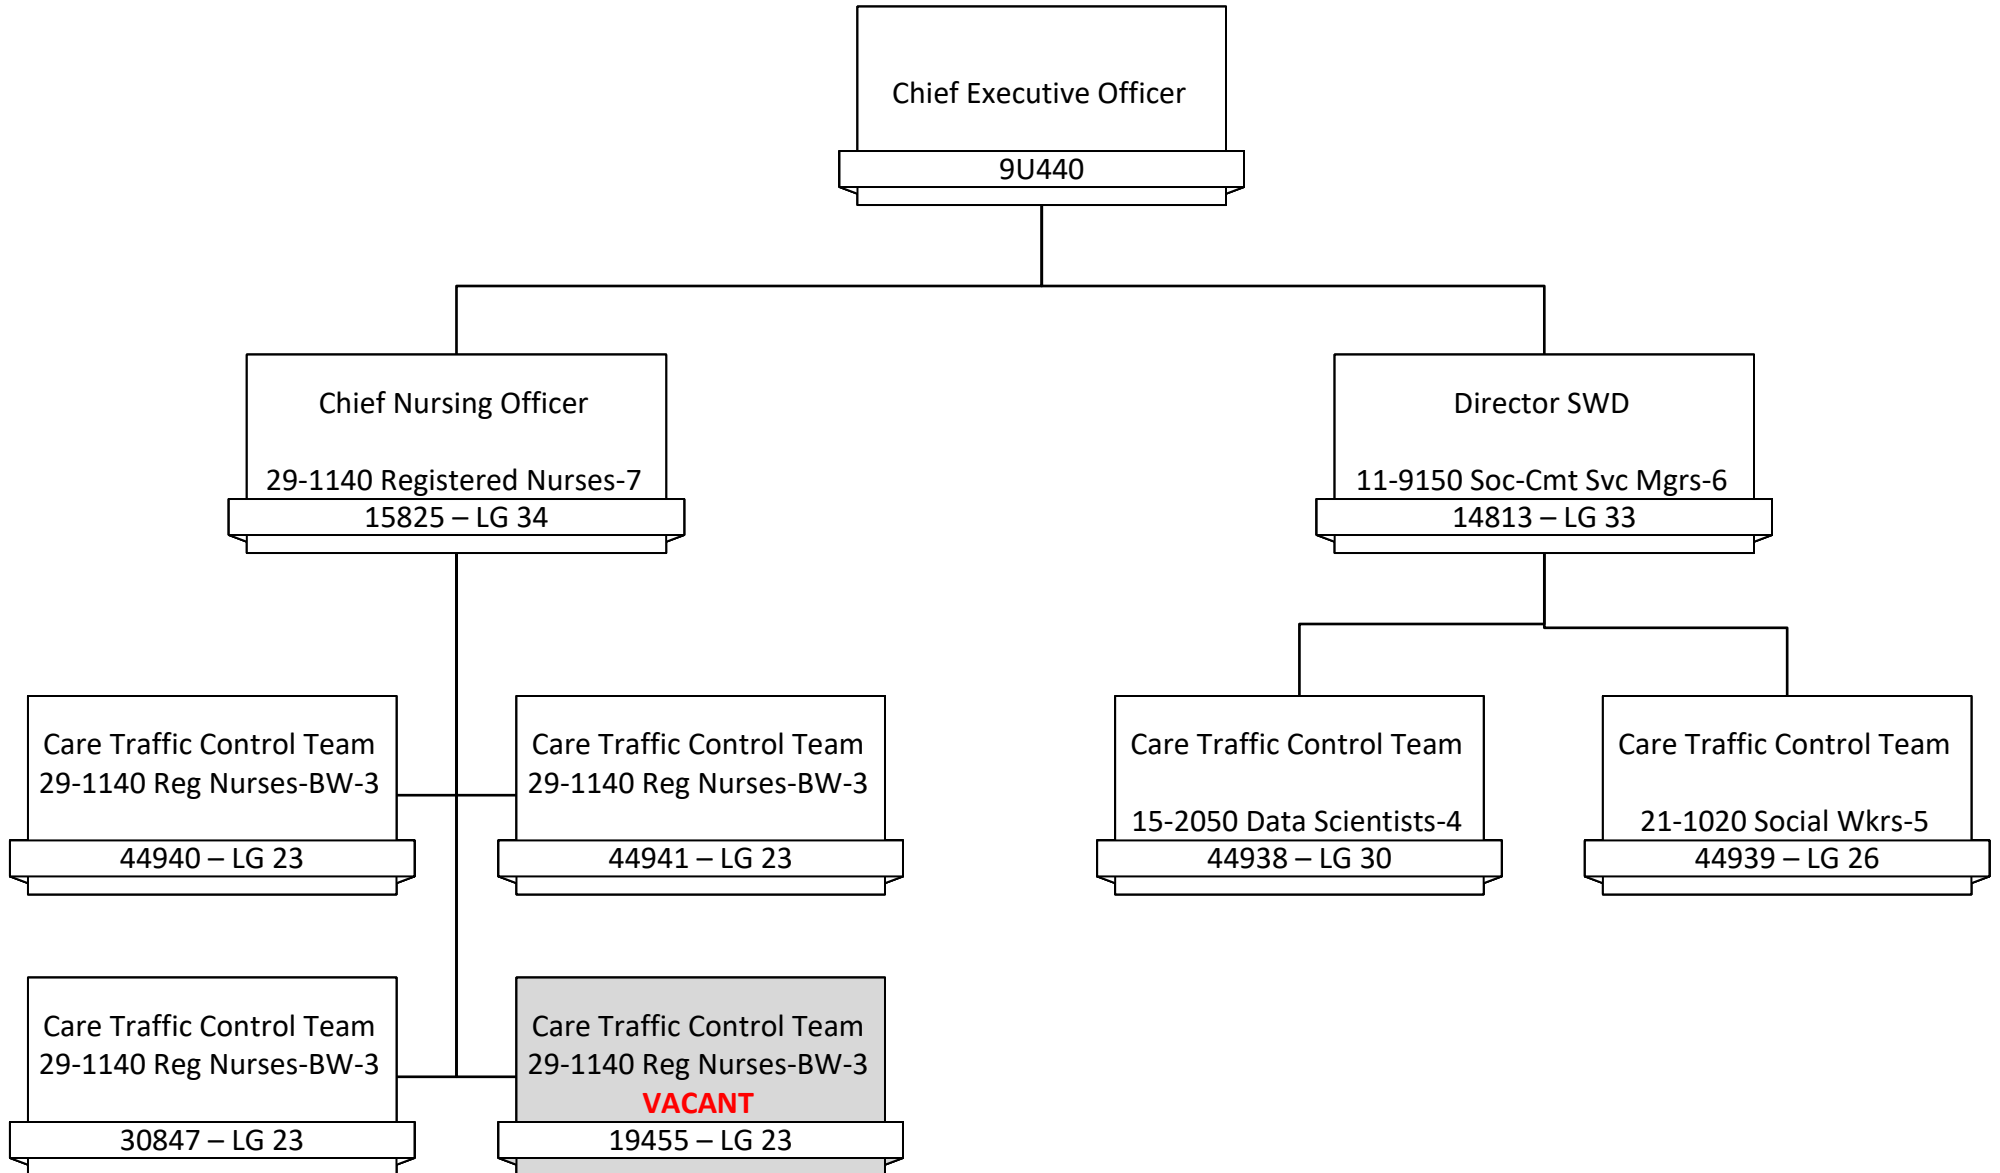 Chief Executive Officer
9U440
Chief Nursing Officer
29-1140 Registered Nurses-7
15825 – LG 34
Director SWD
11-9150 Soc-Cmt Svc Mgrs-6
14813 – LG 33
Care Traffic Control Team
29-1140 Reg Nurses-BW-3
44940 – LG 23
Care Traffic Control Team
29-1140 Reg Nurses-BW-3
44941 – LG 23
Care Traffic Control Team
15-2050 Data Scientists-4
44938 – LG 30
Care Traffic Control Team
21-1020 Social Wkrs-5
44939 – LG 26
Care Traffic Control Team
29-1140 Reg Nurses-BW-3
30847 – LG 23
Care Traffic Control Team
29-1140 Reg Nurses-BW-3
VACANT
19455 – LG 23